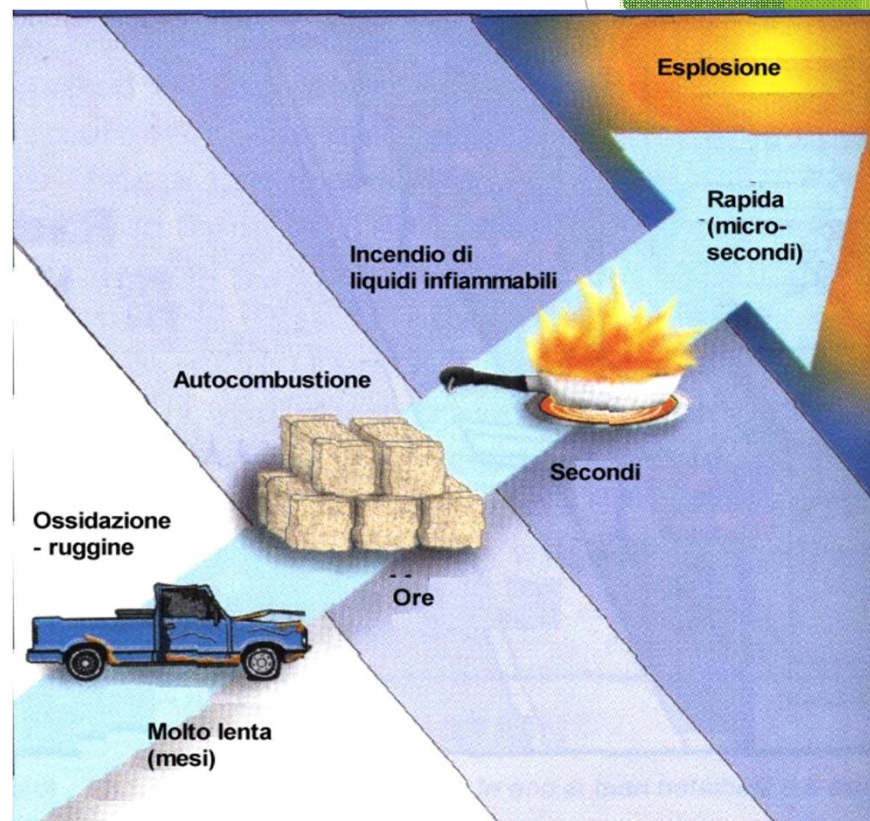 Esplosione
Rapida
(micro-
secondi)
Incendio di
liquidi infiammabili
Autocombustione
Secondi
Ossidazione
- ruggine
Ore
Molto lenta
(mesi)